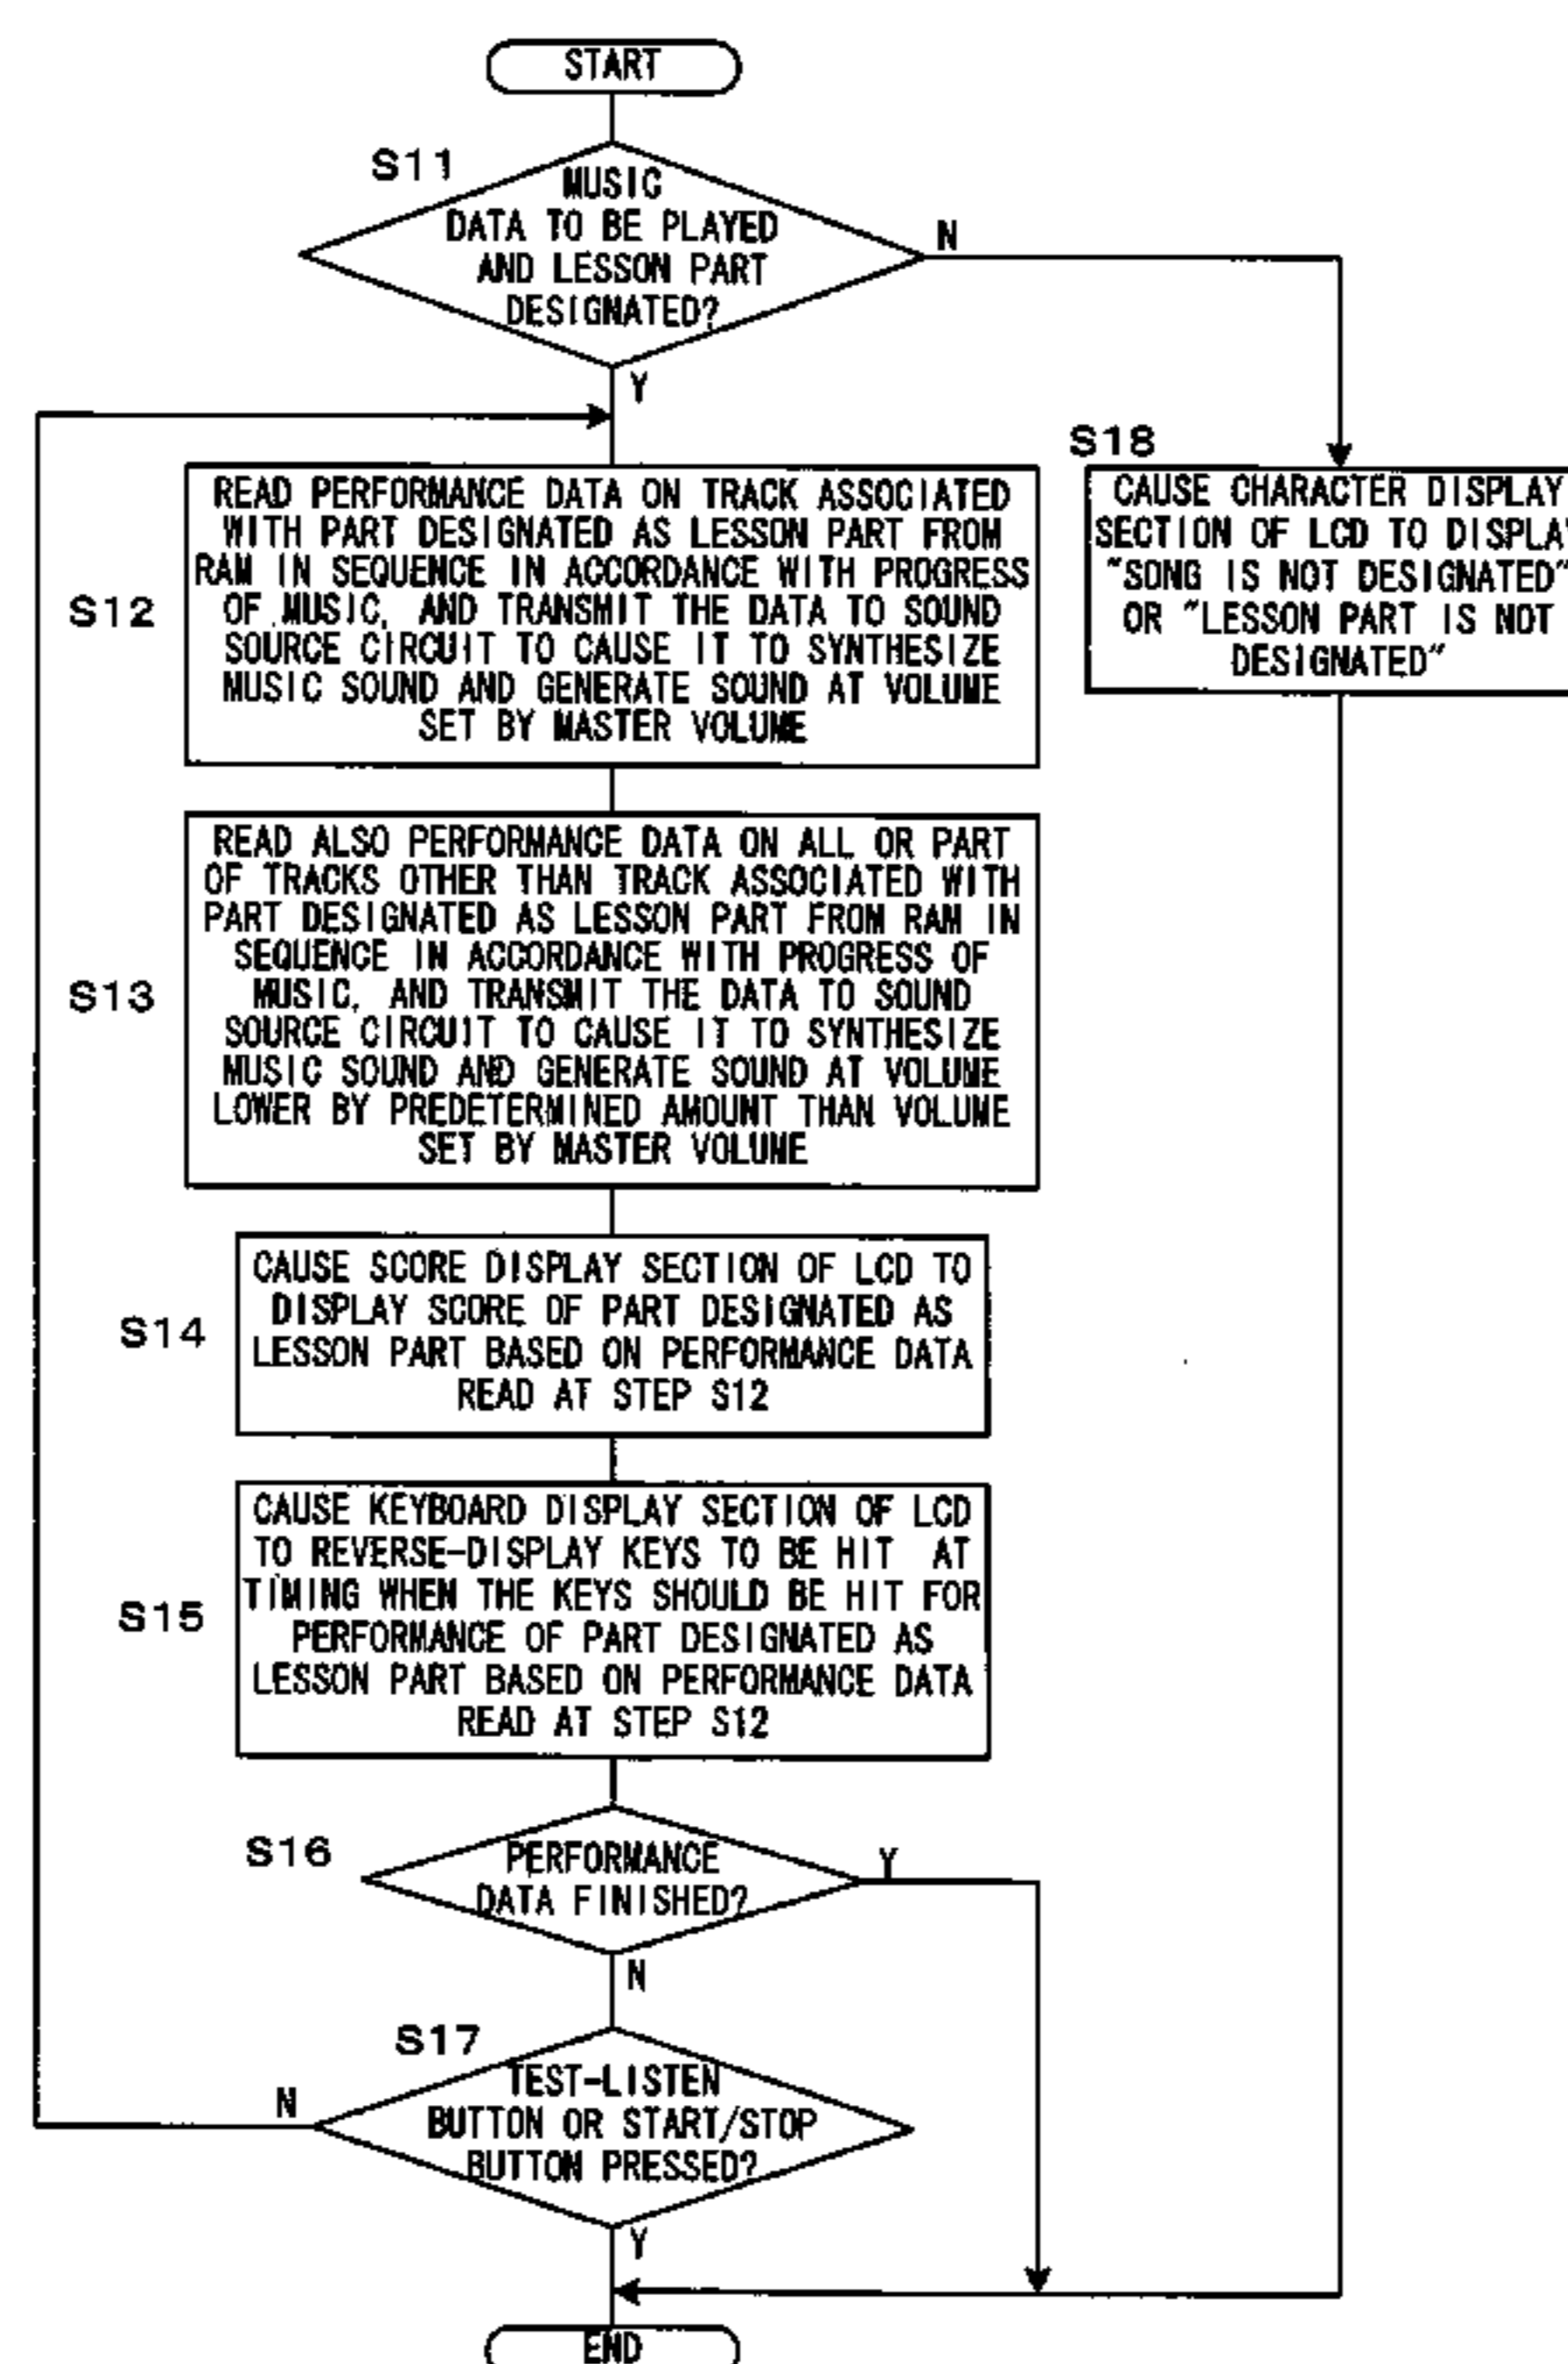 START
S11
MUSIC
DATA TO BE PLAYED
AND LESSON PART
DESIGNATED?
N
Y
S18
CAUSE CHARACTER DISPLAY
SECTION OF LCD TO DISPLAY
"SONG IS NOT DESIGNATED"
OR "LESSON PART IS NOT
DESIGNATED"
S12
READ PERFORMANCE DATA ON TRACK ASSOCIATED
WITH PART DESIGNATED AS LESSON PART FROM
RAM IN SEQUENCE IN ACCORDANCE WITH PROGRESS
OF MUSIC, AND TRANSMIT THE DATA TO SOUND
SOURCE CIRCUIT TO CAUSE IT TO SYNTHESIZE
MUSIC SOUND AND GENERATE SOUND AT VOLUME
SET BY MASTER VOLUME
S13
READ ALSO PERFORMANCE DATA ON ALL OR PART
OF TRACKS OTHER THAN TRACK ASSOCIATED WITH
PART DESIGNATED AS LESSON PART FROM RAM IN
SEQUENCE IN ACCORDANCE WITH PROGRESS OF
MUSIC, AND TRANSMIT THE DATA TO SOUND
SOURCE CIRCUIT TO CAUSE IT TO SYNTHESIZE
MUSIC SOUND AND GENERATE SOUND AT VOLUME
LOWER BY PREDETERMINED AMOUNT THAN VOLUME
SET BY MASTER VOLUME
S14
CAUSE SCORE DISPLAY SECTION OF LCD TO
DISPLAY SCORE OF PART DESIGNATED AS
LESSON PART BASED ON PERFORMANCE DATA
READ AT STEP S12
S15
CAUSE KEYBOARD DISPLAY SECTION OF LCD
TO REVERSE-DISPLAY KEYS TO BE HIT AT
TIMING WHEN THE KEYS SHOULD BE HIT FOR
PERFORMANCE OF PART DESIGNATED AS
LESSON PART BASED ON PERFORMANCE DATA
READ AT STEP S12
S16
PERFORMANCE
DATA FINISHED?
Y
N
S17
TEST-LISTEN
BUTTON OR START/STOP
BUTTON PRESSED?
N
Y
END